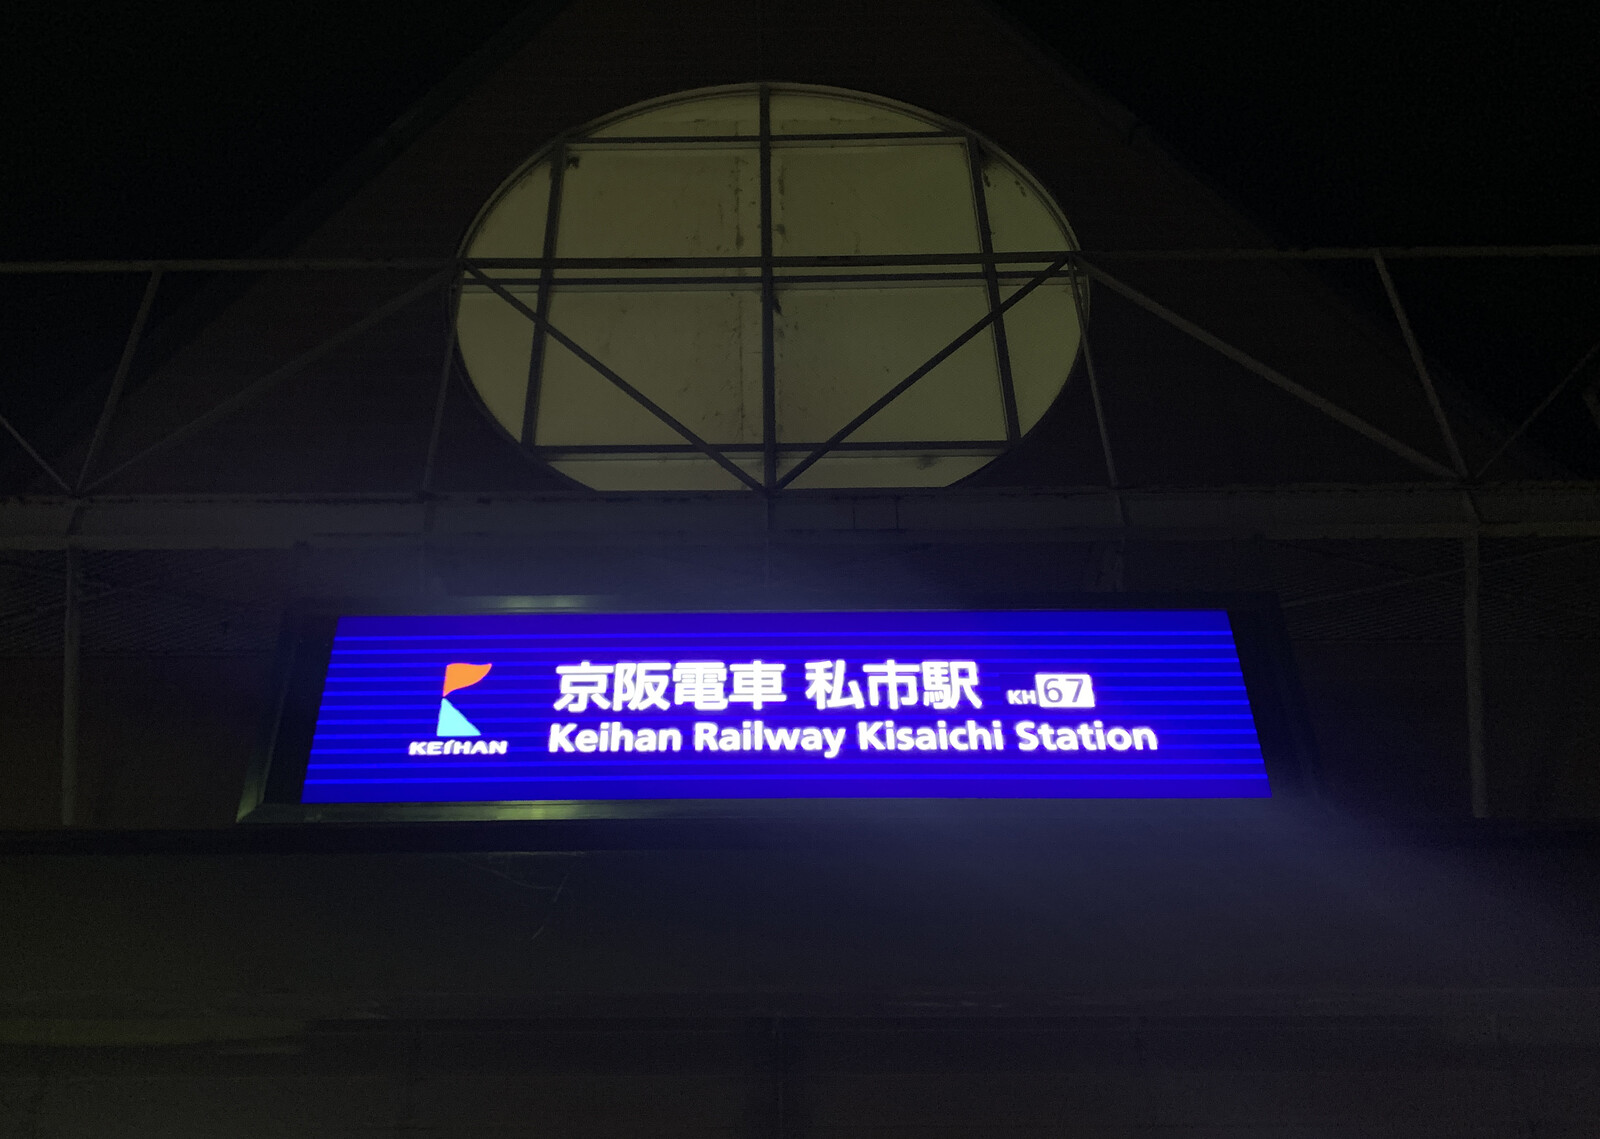 京阪電車 私市駅 KH67
Keihan Railway Kisaichi Station
KEIHAN